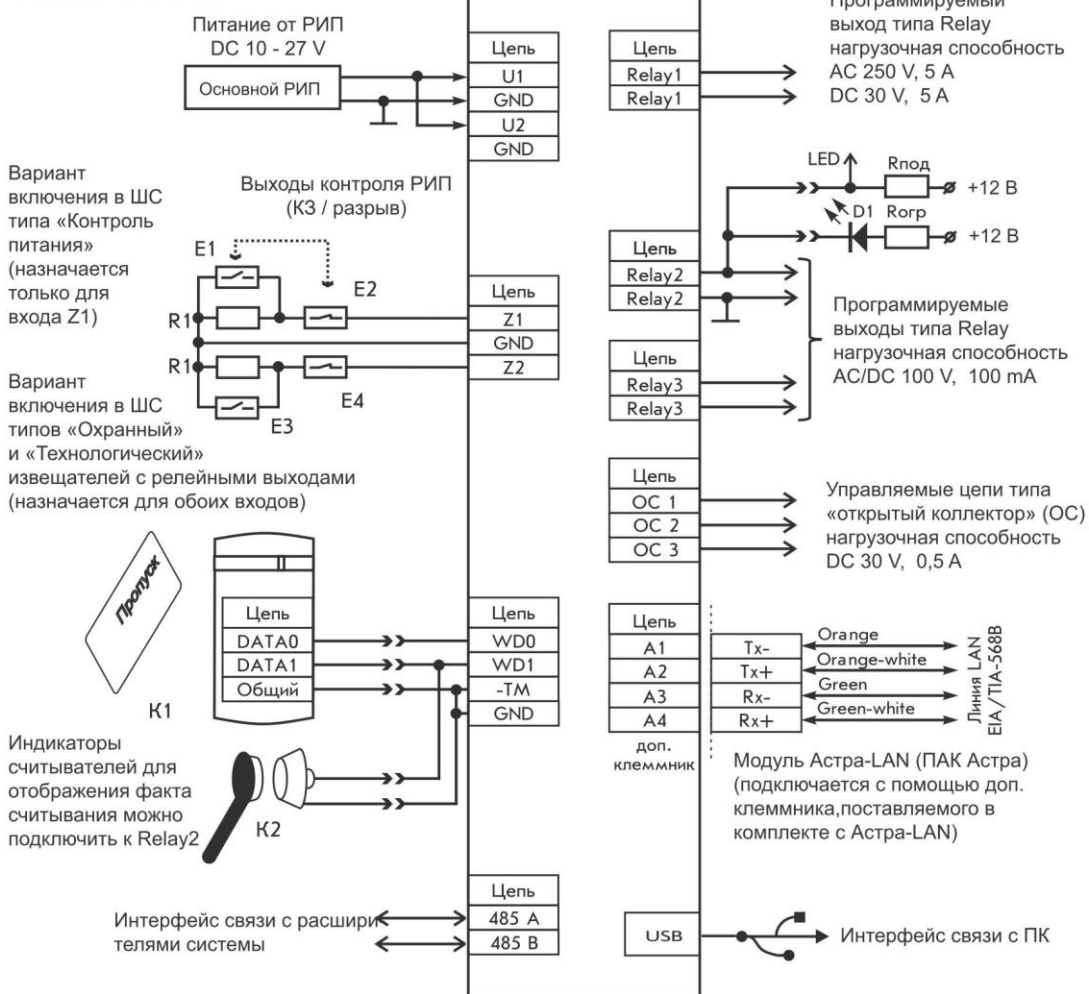 Питание от РИП
DC 10 - 27 V
Основной РИП
Цепь
U1
GND
U2
GND
Вариант
включения в ШС
типа «Контроль
питания»
(назначается
только для
входа Z1)
Выходы контроля РИП
(КЗ / разрыв)
E1
E2
R1
R1
E4
E3
Цепь
Z1
GND
Z2
Вариант
включения в ШС
типов «Охранный»
и «Технологический»
извещателей с релейными выходами
(назначается для обоих входов)
Пропуск
Цепь
DATA0
DATA1
Общий
К1
Цепь
WD0
WD1
-TM
GND
Индикаторы
считывателей для
отображения факта
считывания можно
подключить к Relay2
К2
Интерфейс связи с расшири
телями системы
Цепь
485 A
485 B
Программируемый
выход типа Relay
нагрузочная способность
AC 250 V, 5 A
DC 30 V, 5 A
Цепь
Relay1
Relay1
LED
Rпод
+12 В
D1
Rогр
+12 В
Цепь
Relay2
Relay2
Цепь
Relay3
Relay3
Программируемые
выходы типа Relay
нагрузочная способность
AC/DC 100 V, 100 mA
Цепь
OC 1
OC 2
OC 3
Управляемые цепи типа
«открытый коллектор» (ОС)
нагрузочная способность
DC 30 V, 0,5 A
Цепь
A1
A2
A3
A4
доп.
клеммник
Tx-
Tx+
Rx-
Rx+
Orange
Orange-white
Green
Green-white
Линия LAN
EIA/TIA-568B
Модуль Астра-LAN (ПАК Астра)
(подключается с помощью доп.
клеммника,поставляемого в
комплекте с Астра-LAN)
USB
Интерфейс связи с ПК